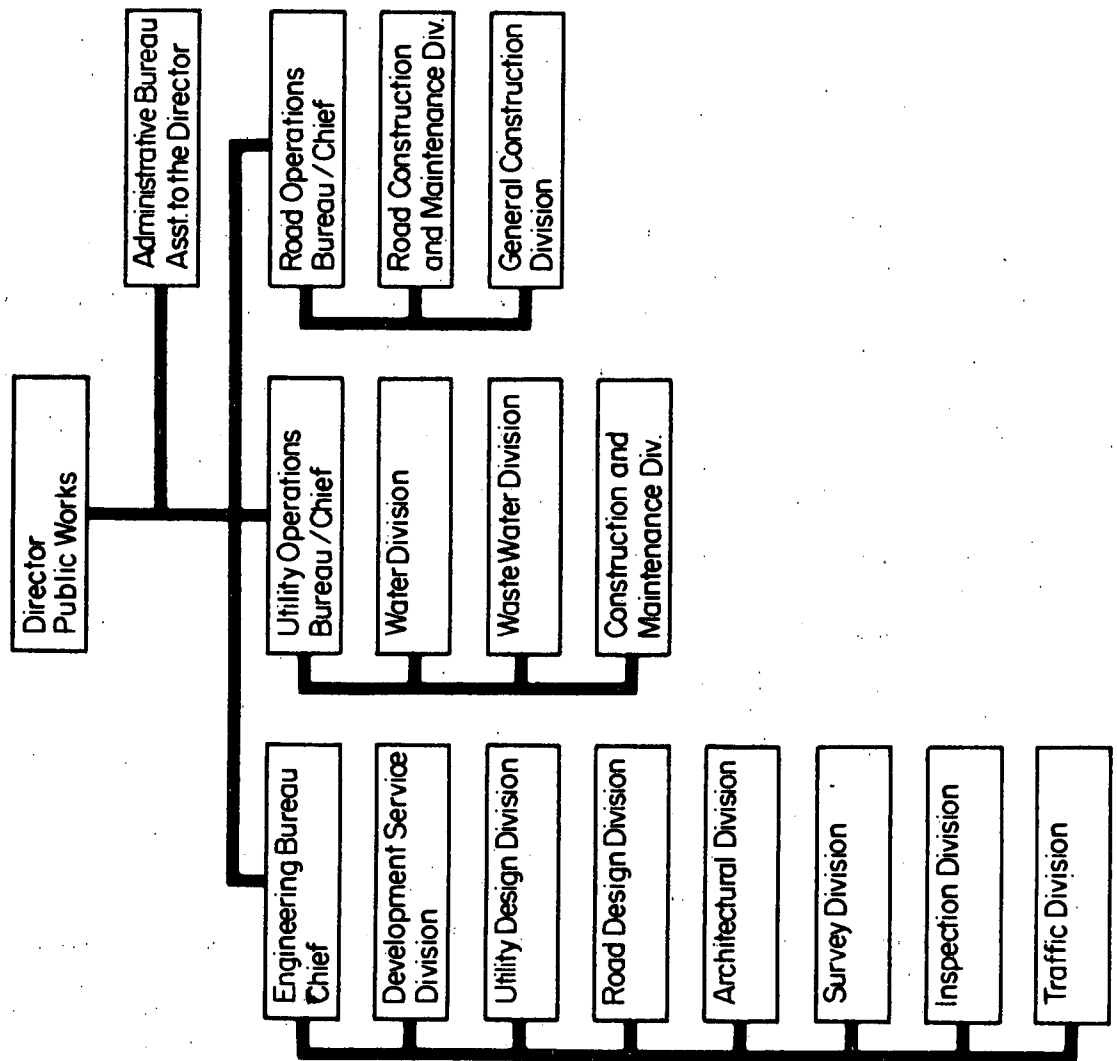 Director
Public Works
Administrative Bureau
Asst. to the Director
Engineering Bureau
Chief
Development Service
Division
Utility Design Division
Road Design Division
Architectural Division
Survey Division
Inspection Division
Traffic Division
Utility Operations
Bureau / Chief
Water Division
Waste Water Division
Construction and
Maintenance Div.
Road Operations
Bureau / Chief
Road Construction
and Maintenance Div.
General Construction
Division